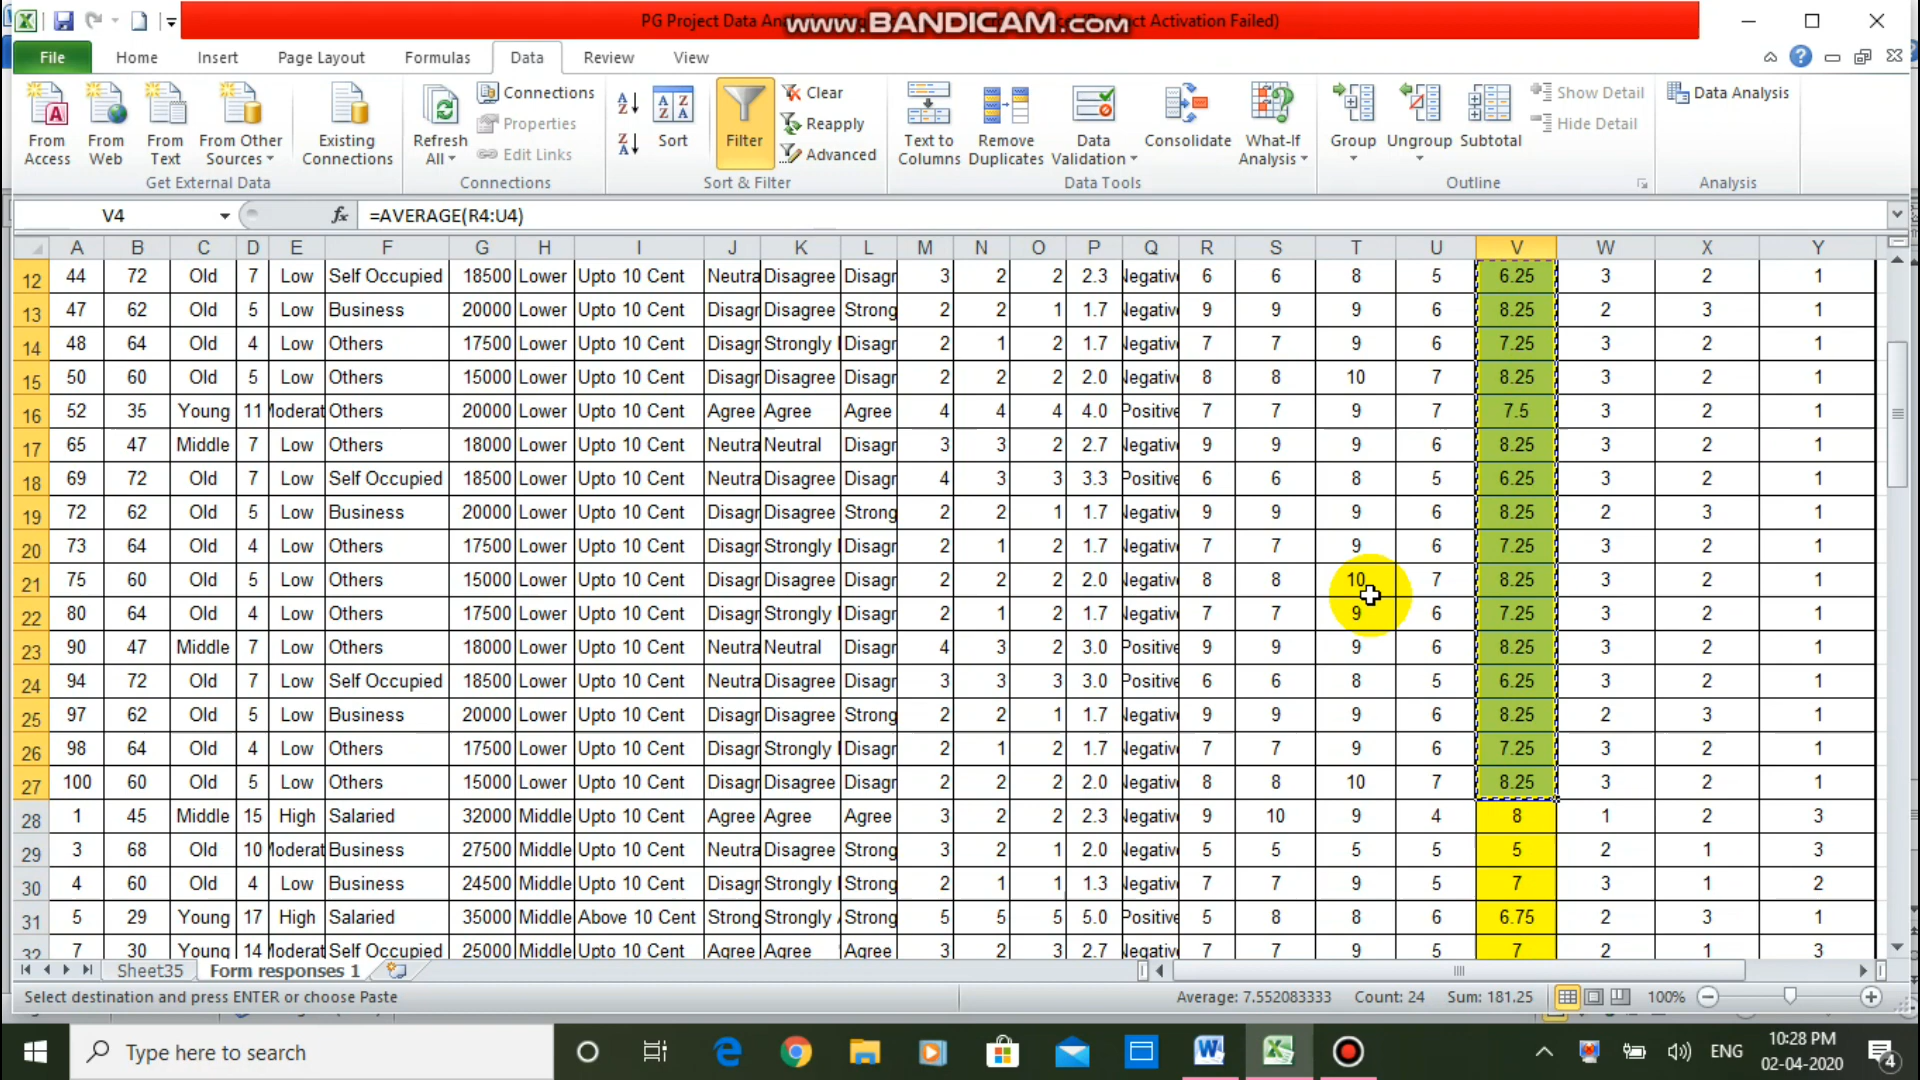 PG Project Data Anal
www.BANDICAM.com
Activation Failed)
File Home Insert Page Layout Formulas Data Review View
From Access
From Web
From Text
From Other Sources
Existing Connections
Get External Data
Refresh All
Connections
Properties
Edit Links
Connections
Sort
Filter
Clear
Reapply
Advanced
Sort & Filter
Text to Columns
Remove Duplicates
Data Validation
Consolidate
What-If Analysis
Data Tools
Group
Ungroup
Subtotal
Show Detail
Hide Detail
Outline
Data Analysis
Analysis
V4 fx =AVERAGE(R4:U4)
A B C D E F G H I J K L M N O P Q R S T U V W X Y
12 44 72 Old 7 Low Self Occupied 18500 Lower Upto 10 Cent Neutra Disagree Disagr 3 2 2 2.3 Negativ 6 6 8 5 6.25 3 2 1
13 47 62 Old 5 Low Business 20000 Lower Upto 10 Cent Disagr Disagree Strong 2 2 1 1.7 Negativ 9 9 9 6 8.25 2 3 1
14 48 64 Old 4 Low Others 17500 Lower Upto 10 Cent Disagr Strongly Disagr 2 1 2 1.7 Negativ 7 7 9 6 7.25 3 2 1
15 50 60 Old 5 Low Others 15000 Lower Upto 10 Cent Disagr Disagree Disagr 2 2 2 2.0 Negativ 8 8 10 7 8.25 3 2 1
16 52 35 Young 11 Moderat Others 20000 Lower Upto 10 Cent Agree Agree Agree 4 4 4 4.0 Positive 7 7 9 7 7.5 3 2 1
17 65 47 Middle 7 Low Others 18000 Lower Upto 10 Cent Neutra Neutral Disagr 3 3 2 2.7 Negativ 9 9 9 6 8.25 3 2 1
18 69 72 Old 7 Low Self Occupied 18500 Lower Upto 10 Cent Neutra Disagree Disagr 4 3 3 3.3 Positive 6 6 8 5 6.25 3 2 1
19 72 62 Old 5 Low Business 20000 Lower Upto 10 Cent Disagr Disagree Strong 2 2 1 1.7 Negativ 9 9 9 6 8.25 2 3 1
20 73 64 Old 4 Low Others 17500 Lower Upto 10 Cent Disagr Strongly Disagr 2 1 2 1.7 Negativ 7 7 9 6 7.25 3 2 1
21 75 60 Old 5 Low Others 15000 Lower Upto 10 Cent Disagr Disagree Disagr 2 2 2 2.0 Negativ 8 8 10 7 8.25 3 2 1
22 80 64 Old 4 Low Others 17500 Lower Upto 10 Cent Disagr Strongly Disagr 2 1 2 1.7 Negativ 7 7 9 6 7.25 3 2 1
23 90 47 Middle 7 Low Others 18000 Lower Upto 10 Cent Neutra Neutral Disagr 4 3 2 3.0 Positive 9 9 9 6 8.25 3 2 1
24 94 72 Old 7 Low Self Occupied 18500 Lower Upto 10 Cent Neutra Disagree Disagr 3 3 3 3.0 Positive 6 6 8 5 6.25 3 2 1
25 97 62 Old 5 Low Business 20000 Lower Upto 10 Cent Disagr Disagree Strong 2 2 1 1.7 Negativ 9 9 9 6 8.25 2 3 1
26 98 64 Old 4 Low Others 17500 Lower Upto 10 Cent Disagr Strongly Disagr 2 1 2 1.7 Negativ 7 7 9 6 7.25 3 2 1
27 100 60 Old 5 Low Others 15000 Lower Upto 10 Cent Disagr Disagree Disagr 2 2 2 2.0 Negativ 8 8 10 7 8.25 3 2 1
28 1 45 Middle 15 High Salaried 32000 Middle Upto 10 Cent Agree Agree Agree 3 2 2 2.3 Negativ 9 10 9 4 8 1 2 3
29 3 68 Old 10 Moderat Business 27500 Middle Upto 10 Cent Neutra Disagree Strong 3 2 1 2.0 Negativ 5 5 5 5 5 2 1 3
30 4 60 Old 4 Low Business 24500 Middle Upto 10 Cent Disagr Strongly Strong 2 1 1 1.3 Negativ 7 7 9 5 7 3 1 2
31 5 29 Young 17 High Salaried 35000 Middle Above 10 Cent Strong Strongly Strong 5 5 5 5.0 Positive 5 8 8 6 6.75 2 3 1
32 7 30 Young 14 Moderat Self Occupied 25000 Middle Upto 10 Cent Agree Agree Agree 3 2 3 2.7 Negativ 7 7 9 5 7 2 1 3
Sheet35 Form responses 1
Select destination and press ENTER or choose Paste Average: 7.552083333 Count: 24 Sum: 181.25 100%
Type here to search
ENG
10:28 PM
02-04-2020
4